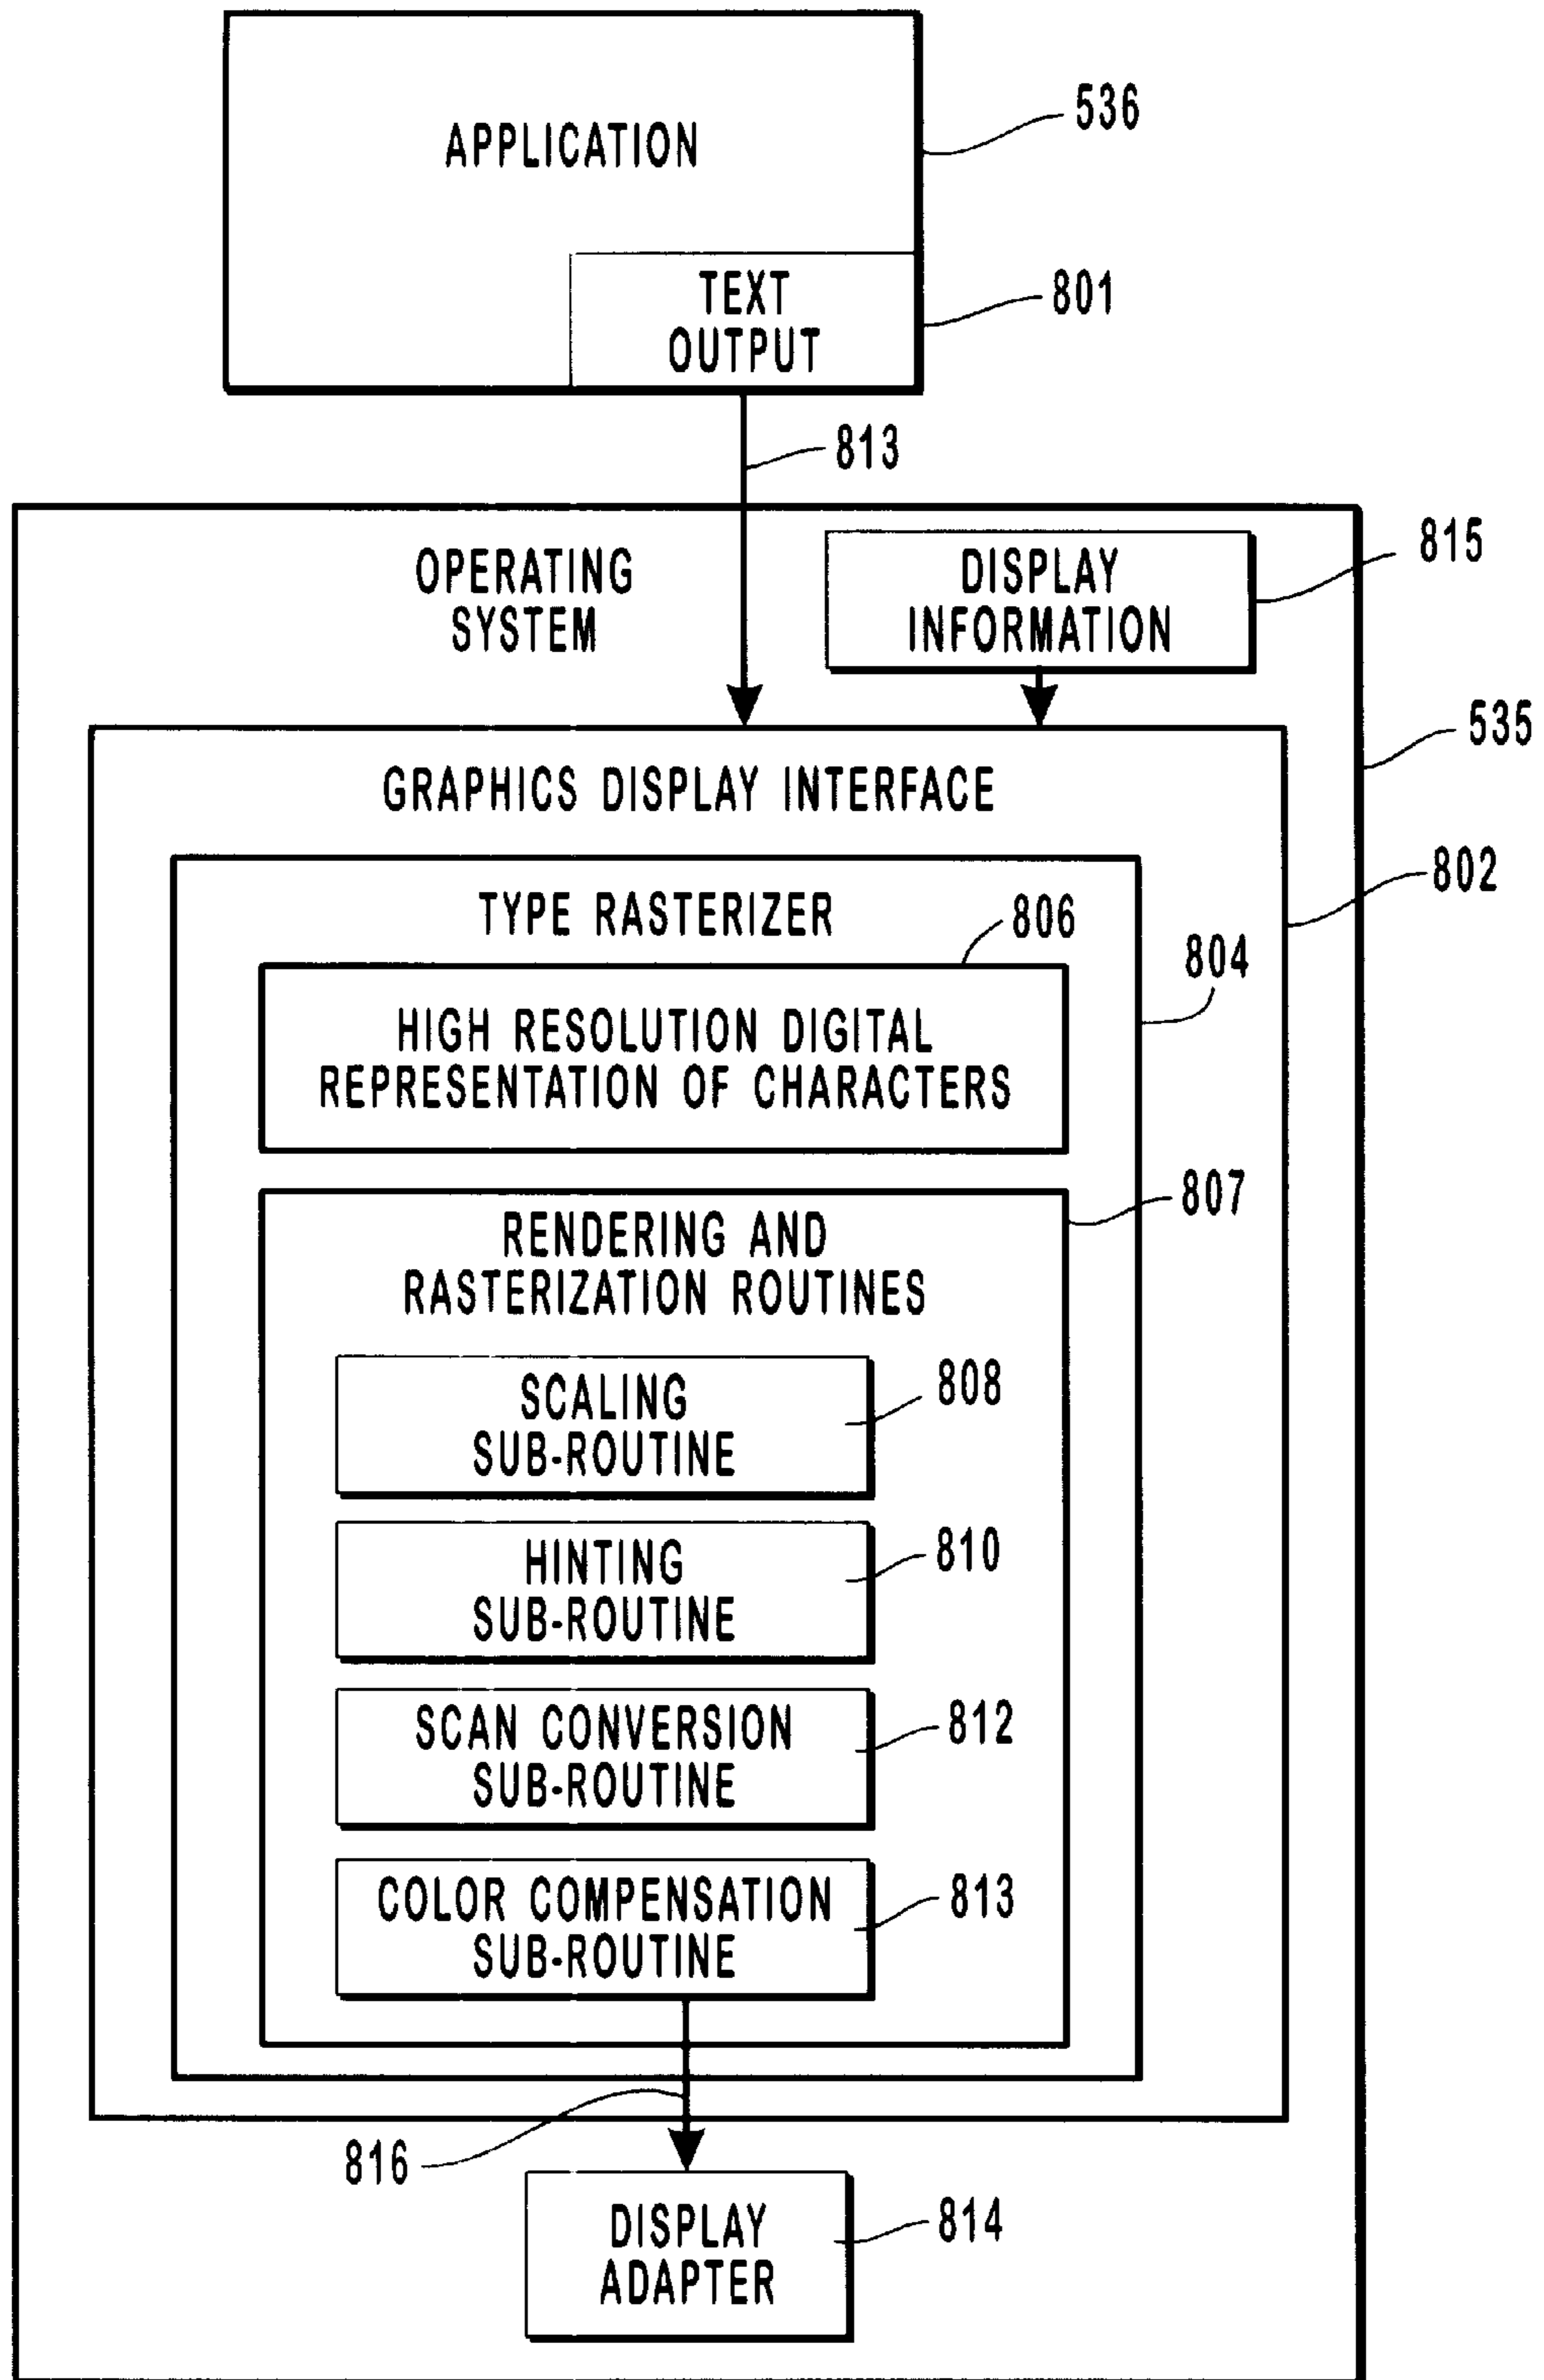 APPLICATION
536
TEXT
OUTPUT
801
813
OPERATING
SYSTEM
DISPLAY
INFORMATION
815
535
GRAPHICS DISPLAY INTERFACE
802
TYPE RASTERIZER
806
804
HIGH RESOLUTION DIGITAL
REPRESENTATION OF CHARACTERS
807
RENDERING AND
RASTERIZATION ROUTINES
SCALING
SUB-ROUTINE
808
HINTING
SUB-ROUTINE
810
SCAN CONVERSION
SUB-ROUTINE
812
COLOR COMPENSATION
SUB-ROUTINE
813
816
DISPLAY
ADAPTER
814